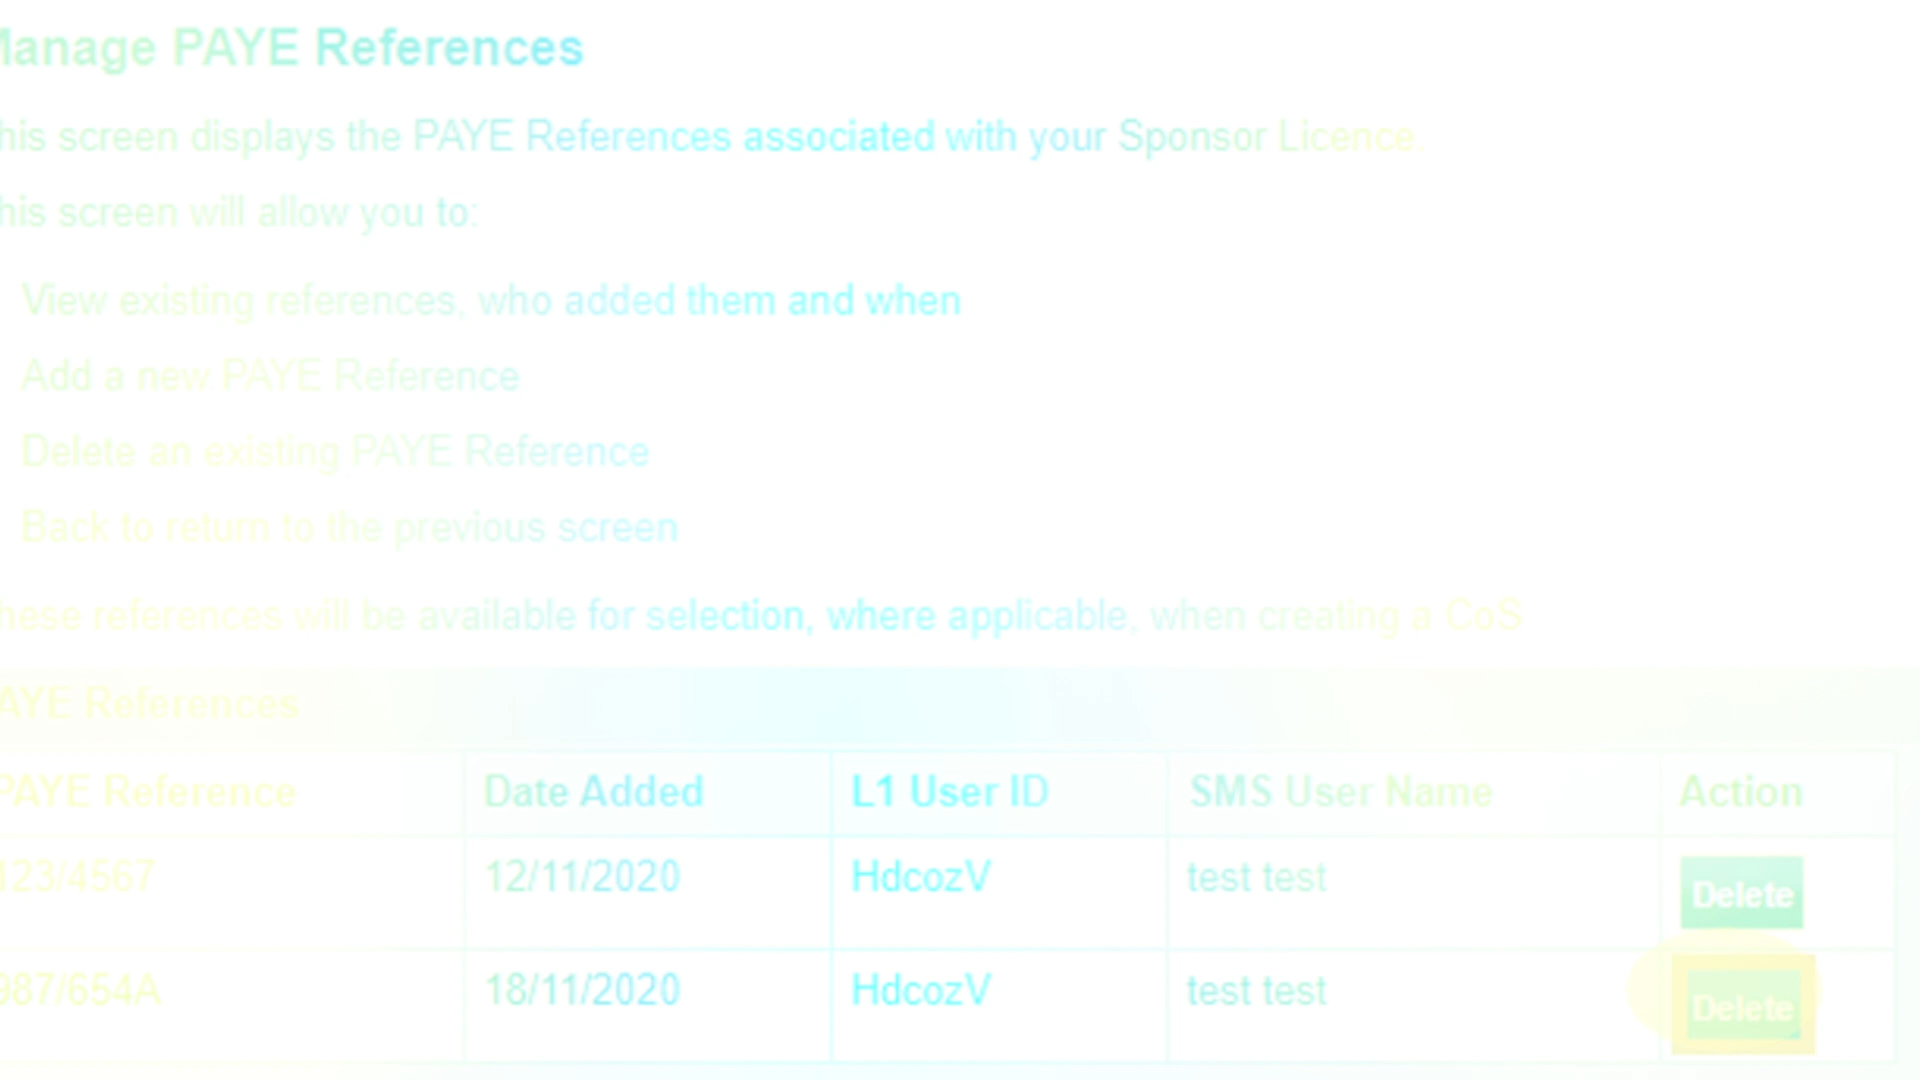 Manage PAYE References
his screen displays the PAYE References associated with your Sponsor Licence.
his screen will allow you to:
View existing references, who added them and when
Add a new PAYE Reference
Delete an existing PAYE Reference
Back to return to the previous screen
hese references will be available for selection, where applicable, when creating a CoS
AYE References
PAYE Reference Date Added L1 User ID SMS User Name Action
123/4567 12/11/2020 HdcozV test test Delete
987/654A 18/11/2020 HdcozV test test Delete